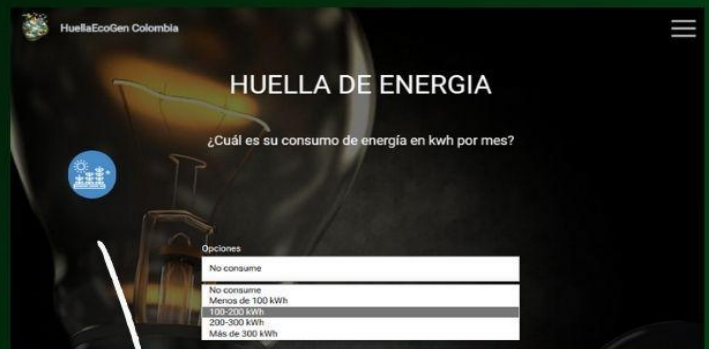 HuellaEcoGen Colombia
HUELLA DE ENERGIA
¿Cuál es su consumo de energía en kwh por mes?
Opciones
No consume
No consume
Menos de 100 kWh
100-200 kWh
200-300 kWh
Más de 300 kWh